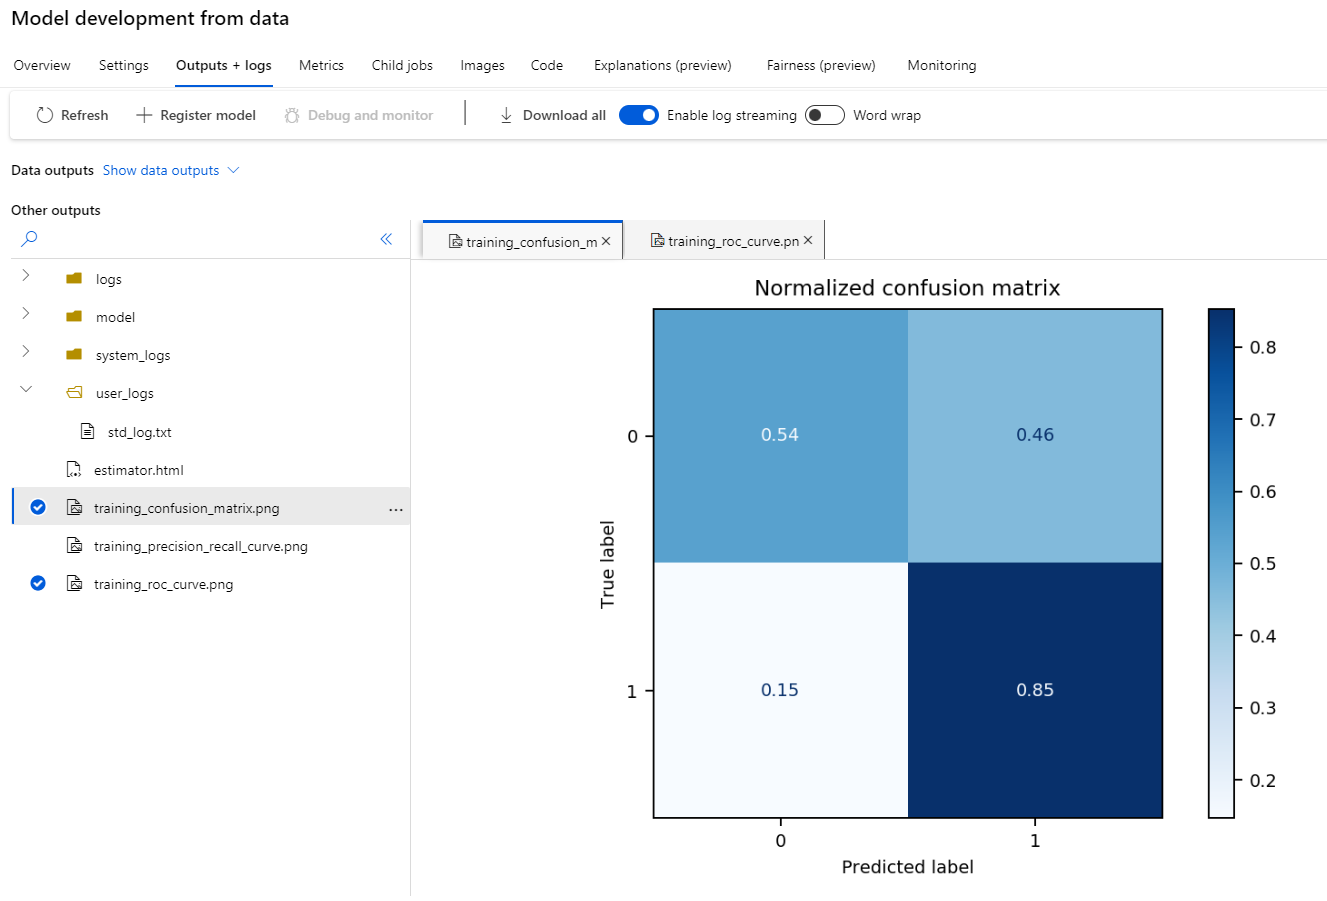 Model development from data
Overview Settings Outputs + logs Metrics Child jobs Images Code Explanations (preview) Fairness (preview) Monitoring
Refresh Register model Debug and monitor Download all Enable log streaming Word wrap
Data outputs Show data outputs
Other outputs
logs
model
system_logs
user_logs
std_log.txt
estimator.html
training_confusion_matrix.png ...
training_precision_recall_curve.png
training_roc_curve.png
training_confusion_m × training_roc_curve.pn ×
Normalized confusion matrix
True label
0
1
0.54 0.46
0.15 0.85
0 1
Predicted label
0.8
0.7
0.6
0.5
0.4
0.3
0.2